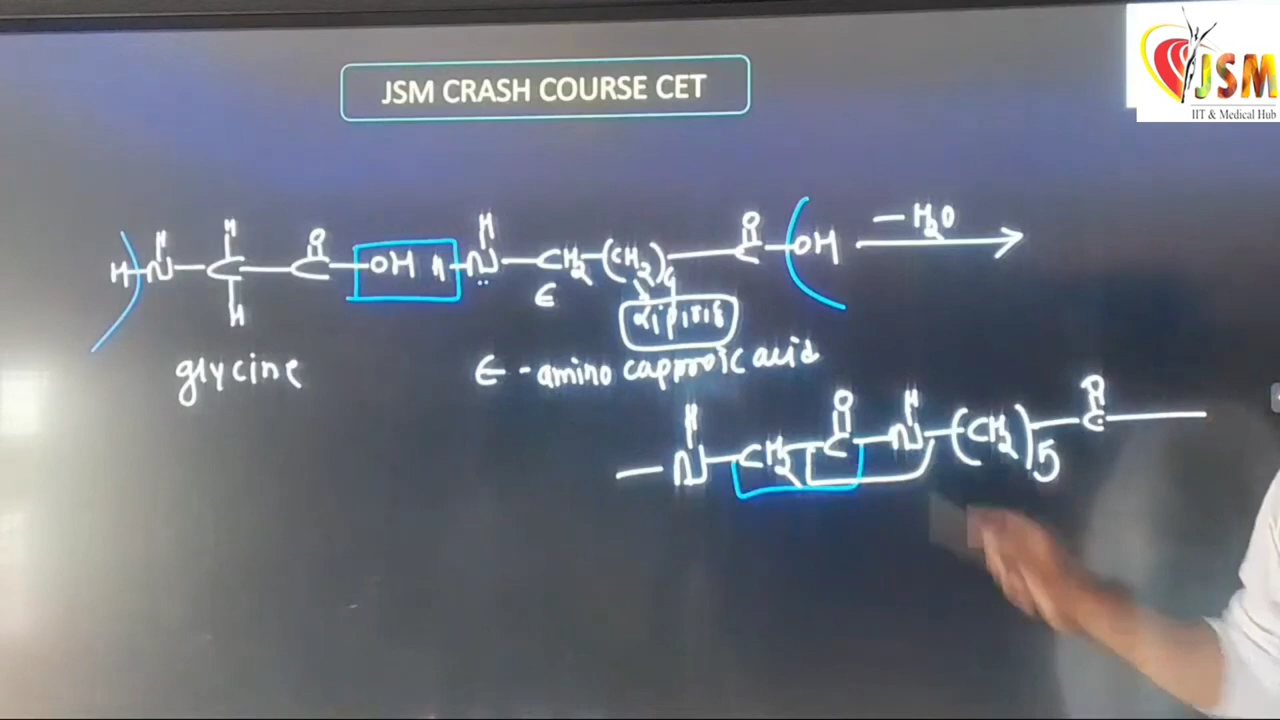 JSM
IIT & Medical Hub
JSM CRASH COURSE CET
H H O H O
H-N-C-C-OH H-N-CH2-(CH2)4-C-OH -H2O
H ϵ
glycine ϵ-amino caproic acid
H O H O
-N-CH2-C-N-(CH2)5-C-